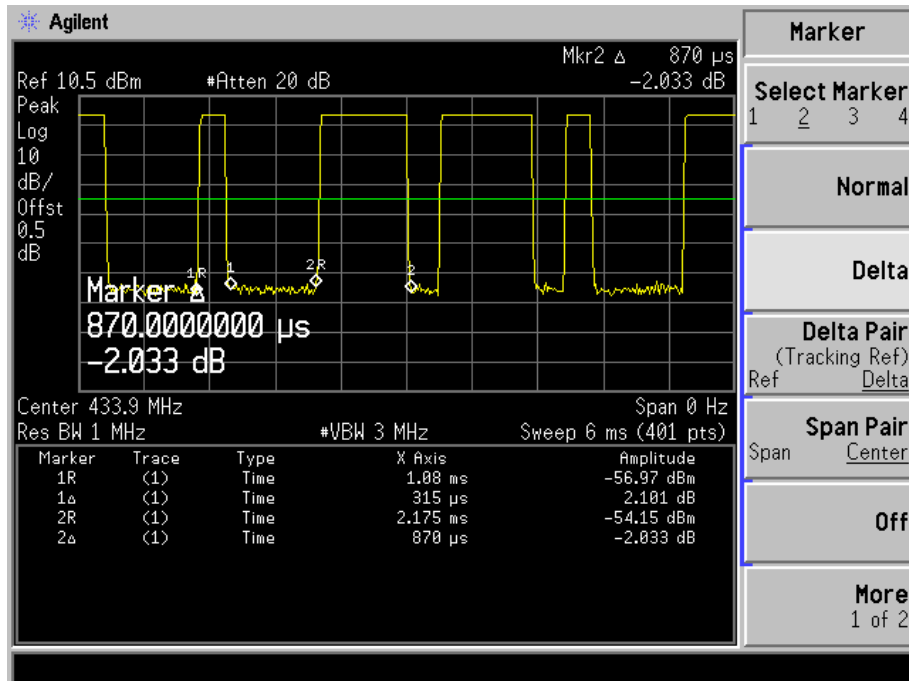 Agilent
Marker
Mkr2 Δ 870 µs
Ref 10.5 dBm #Atten 20 dB -2.033 dB
Peak
Log
10
dB/
Offst
0.5
dB
1R 1 2R 2
Marker Δ
870.0000000 µs
-2.033 dB
Center 433.9 MHz Span 0 Hz
Res BW 1 MHz #VBW 3 MHz Sweep 6 ms (401 pts)
Marker Trace Type X Axis Amplitude
1R (1) Time 1.08 ms -56.97 dBm
1Δ (1) Time 315 µs 2.101 dB
2R (1) Time 2.175 ms -54.15 dBm
2Δ (1) Time 870 µs -2.033 dB
Select Marker
1 2 3 4
Normal
Delta
Delta Pair
(Tracking Ref)
Ref Delta
Span Pair
Span Center
Off
More
1 of 2